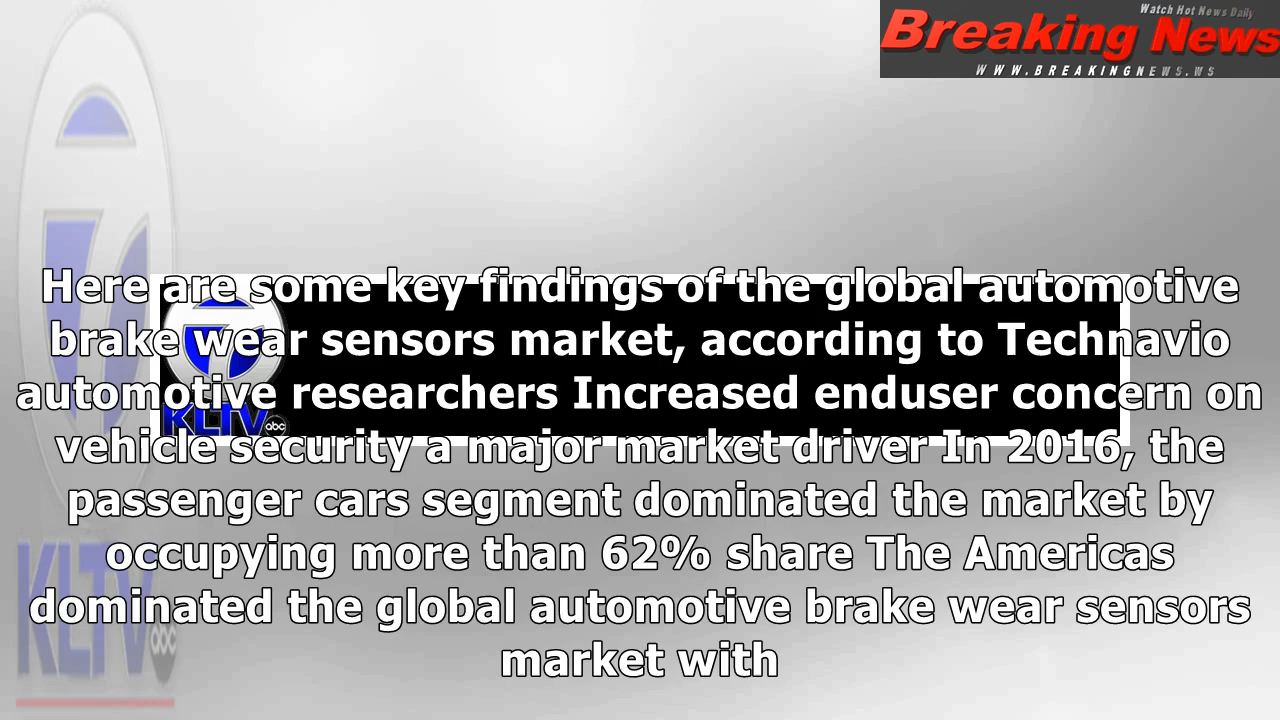 Watch Hot News Daily
Breaking News
WWW.BREAKINGNEWS.WS
Here are some key findings of the global automotive
brake wear sensors market, according to Technavio
automotive researchers Increased enduser concern on
vehicle security a major market driver In 2016, the
passenger cars segment dominated the market by
occupying more than 62% share The Americas
dominated the global automotive brake wear sensors
market with
7
KLTV
abc
7
KLTV
abc